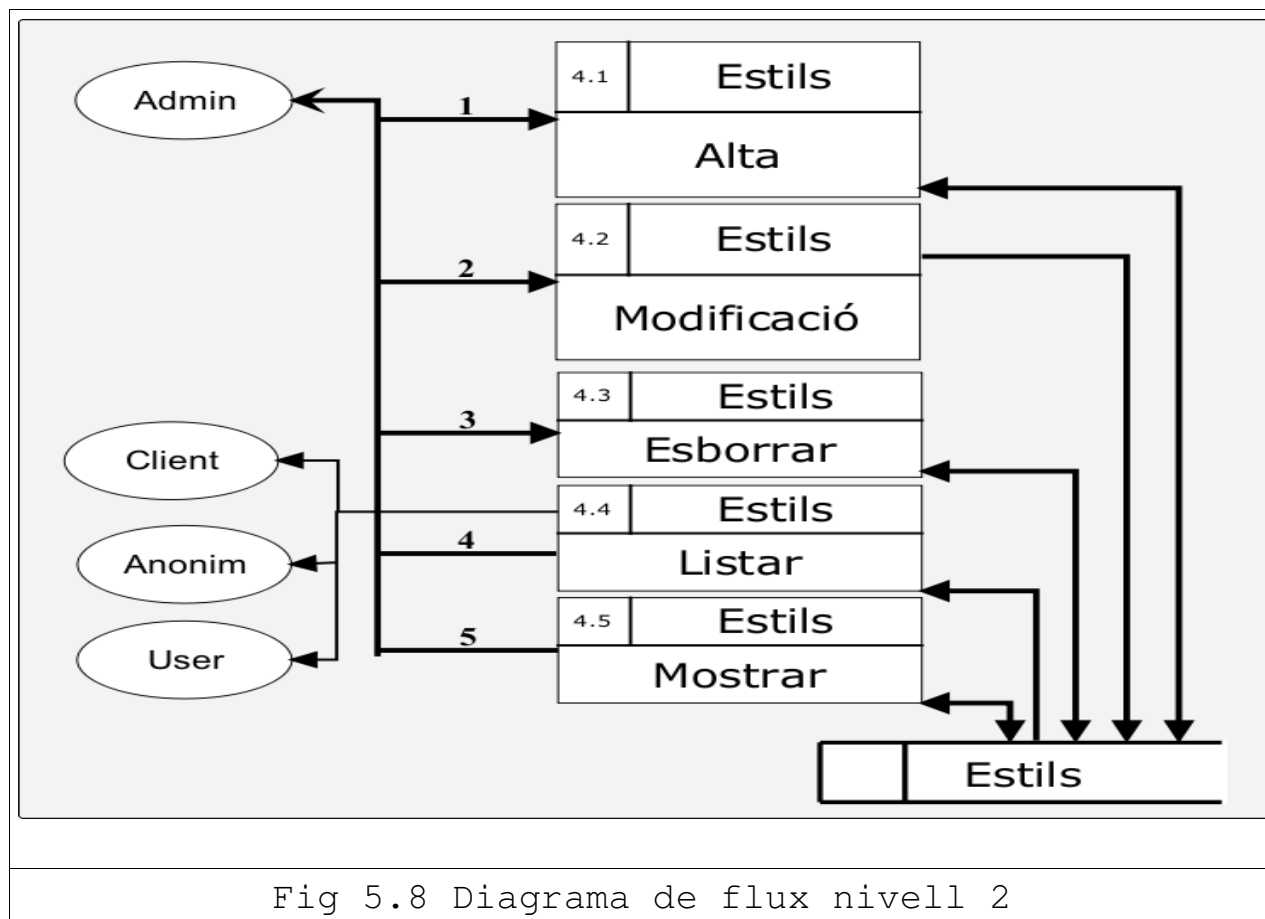 Admin
1
4.1 Estils
Alta
2
4.2 Estils
Modificació
3
4.3 Estils
Esborrar
Client
4.4 Estils
4
Listar
Anonim
5
4.5 Estils
Mostrar
User
Estils
Fig 5.8 Diagrama de flux nivell 2